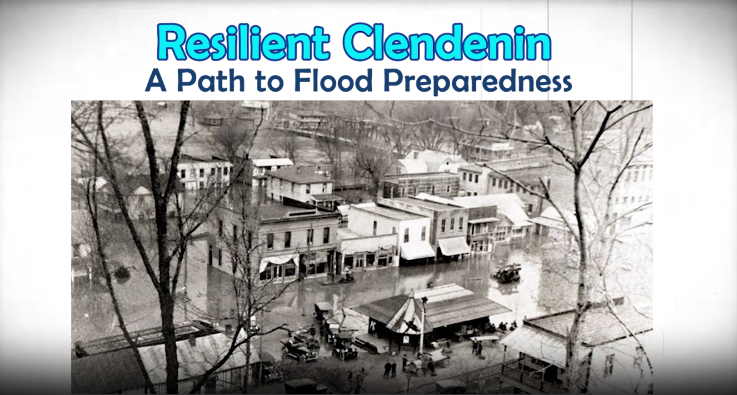 Resilient Clendenin
A Path to Flood Preparedness